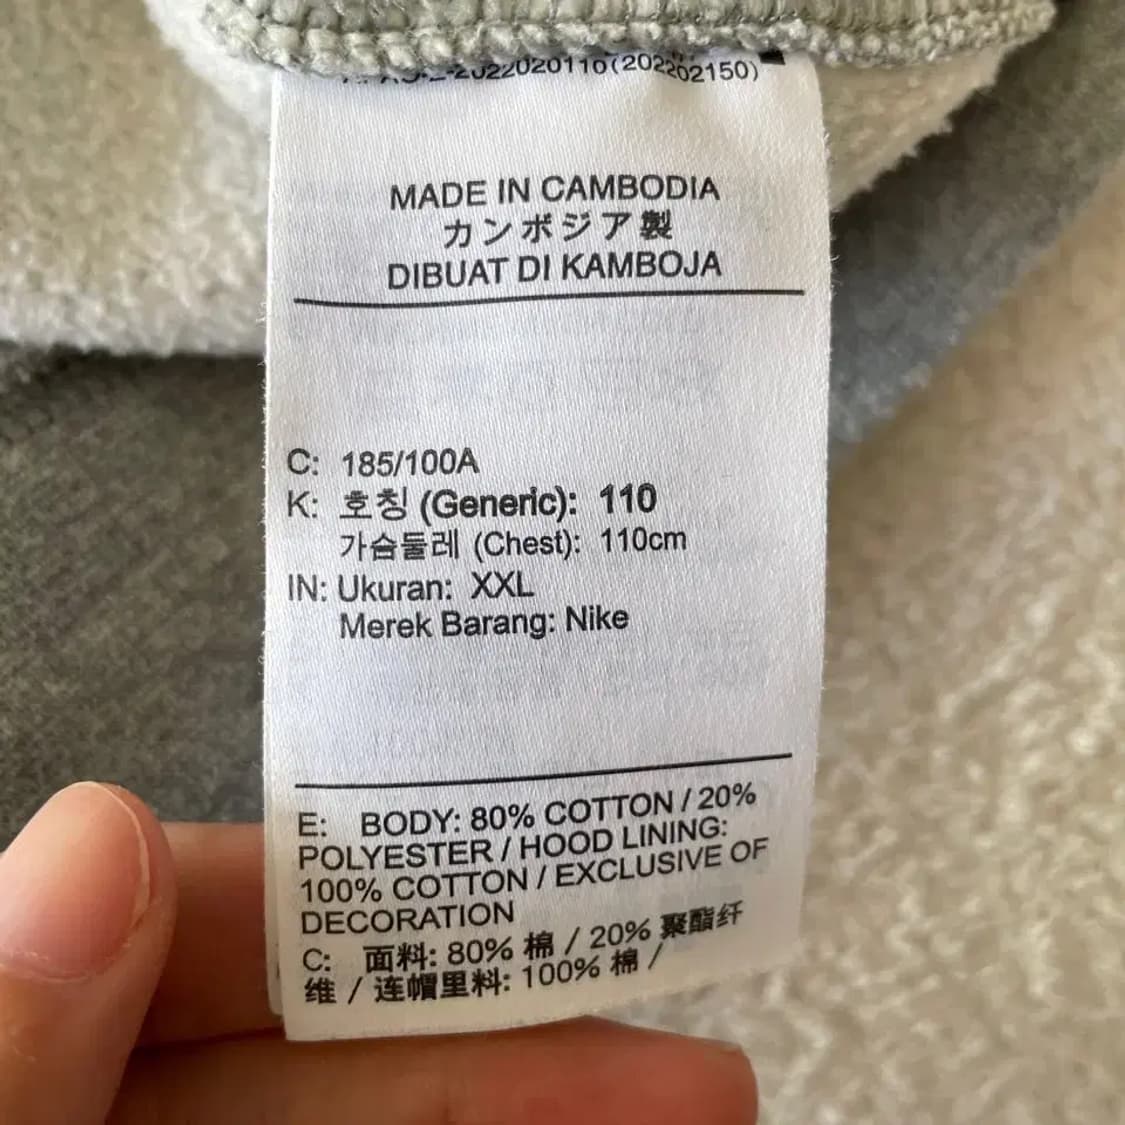 2022020110(202202150)
MADE IN CAMBODIA
カンボジア製
DIBUAT DI KAMBOJA
C: 185/100A
K: 호칭 (Generic): 110
가슴둘레 (Chest): 110cm
IN: Ukuran: XXL
Merek Barang: Nike
E: BODY: 80% COTTON / 20%
POLYESTER / HOOD LINING:
100% COTTON / EXCLUSIVE OF
DECORATION
C: 面料: 80% 棉 / 20% 聚酯纤
维 / 连帽里料: 100% 棉 /